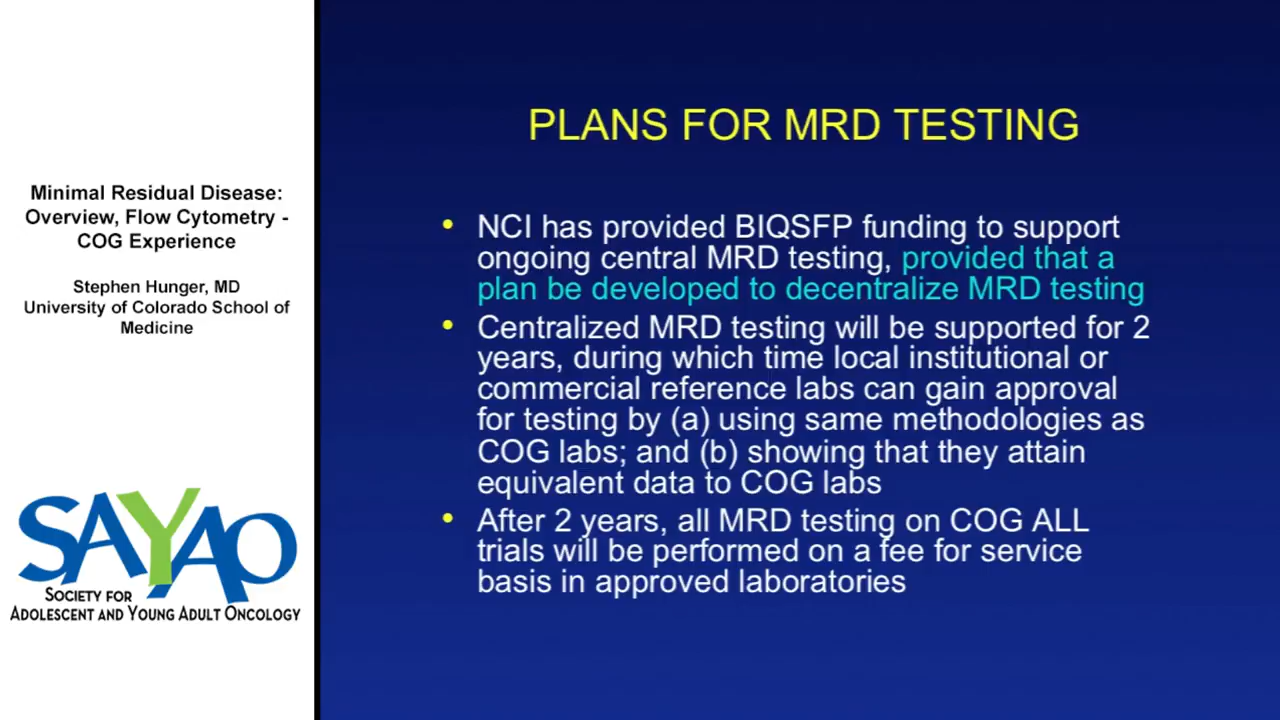 Minimal Residual Disease:
Overview, Flow Cytometry -
COG Experience
Stephen Hunger, MD
University of Colorado School of
Medicine
SAYAO
SOCIETY FOR
ADOLESCENT AND YOUNG ADULT ONCOLOGY
PLANS FOR MRD TESTING
• NCI has provided BIQSFP funding to support
ongoing central MRD testing, provided that a
plan be developed to decentralize MRD testing
• Centralized MRD testing will be supported for 2
years, during which time local institutional or
commercial reference labs can gain approval
for testing by (a) using same methodologies as
COG labs; and (b) showing that they attain
equivalent data to COG labs
• After 2 years, all MRD testing on COG ALL
trials will be performed on a fee for service
basis in approved laboratories